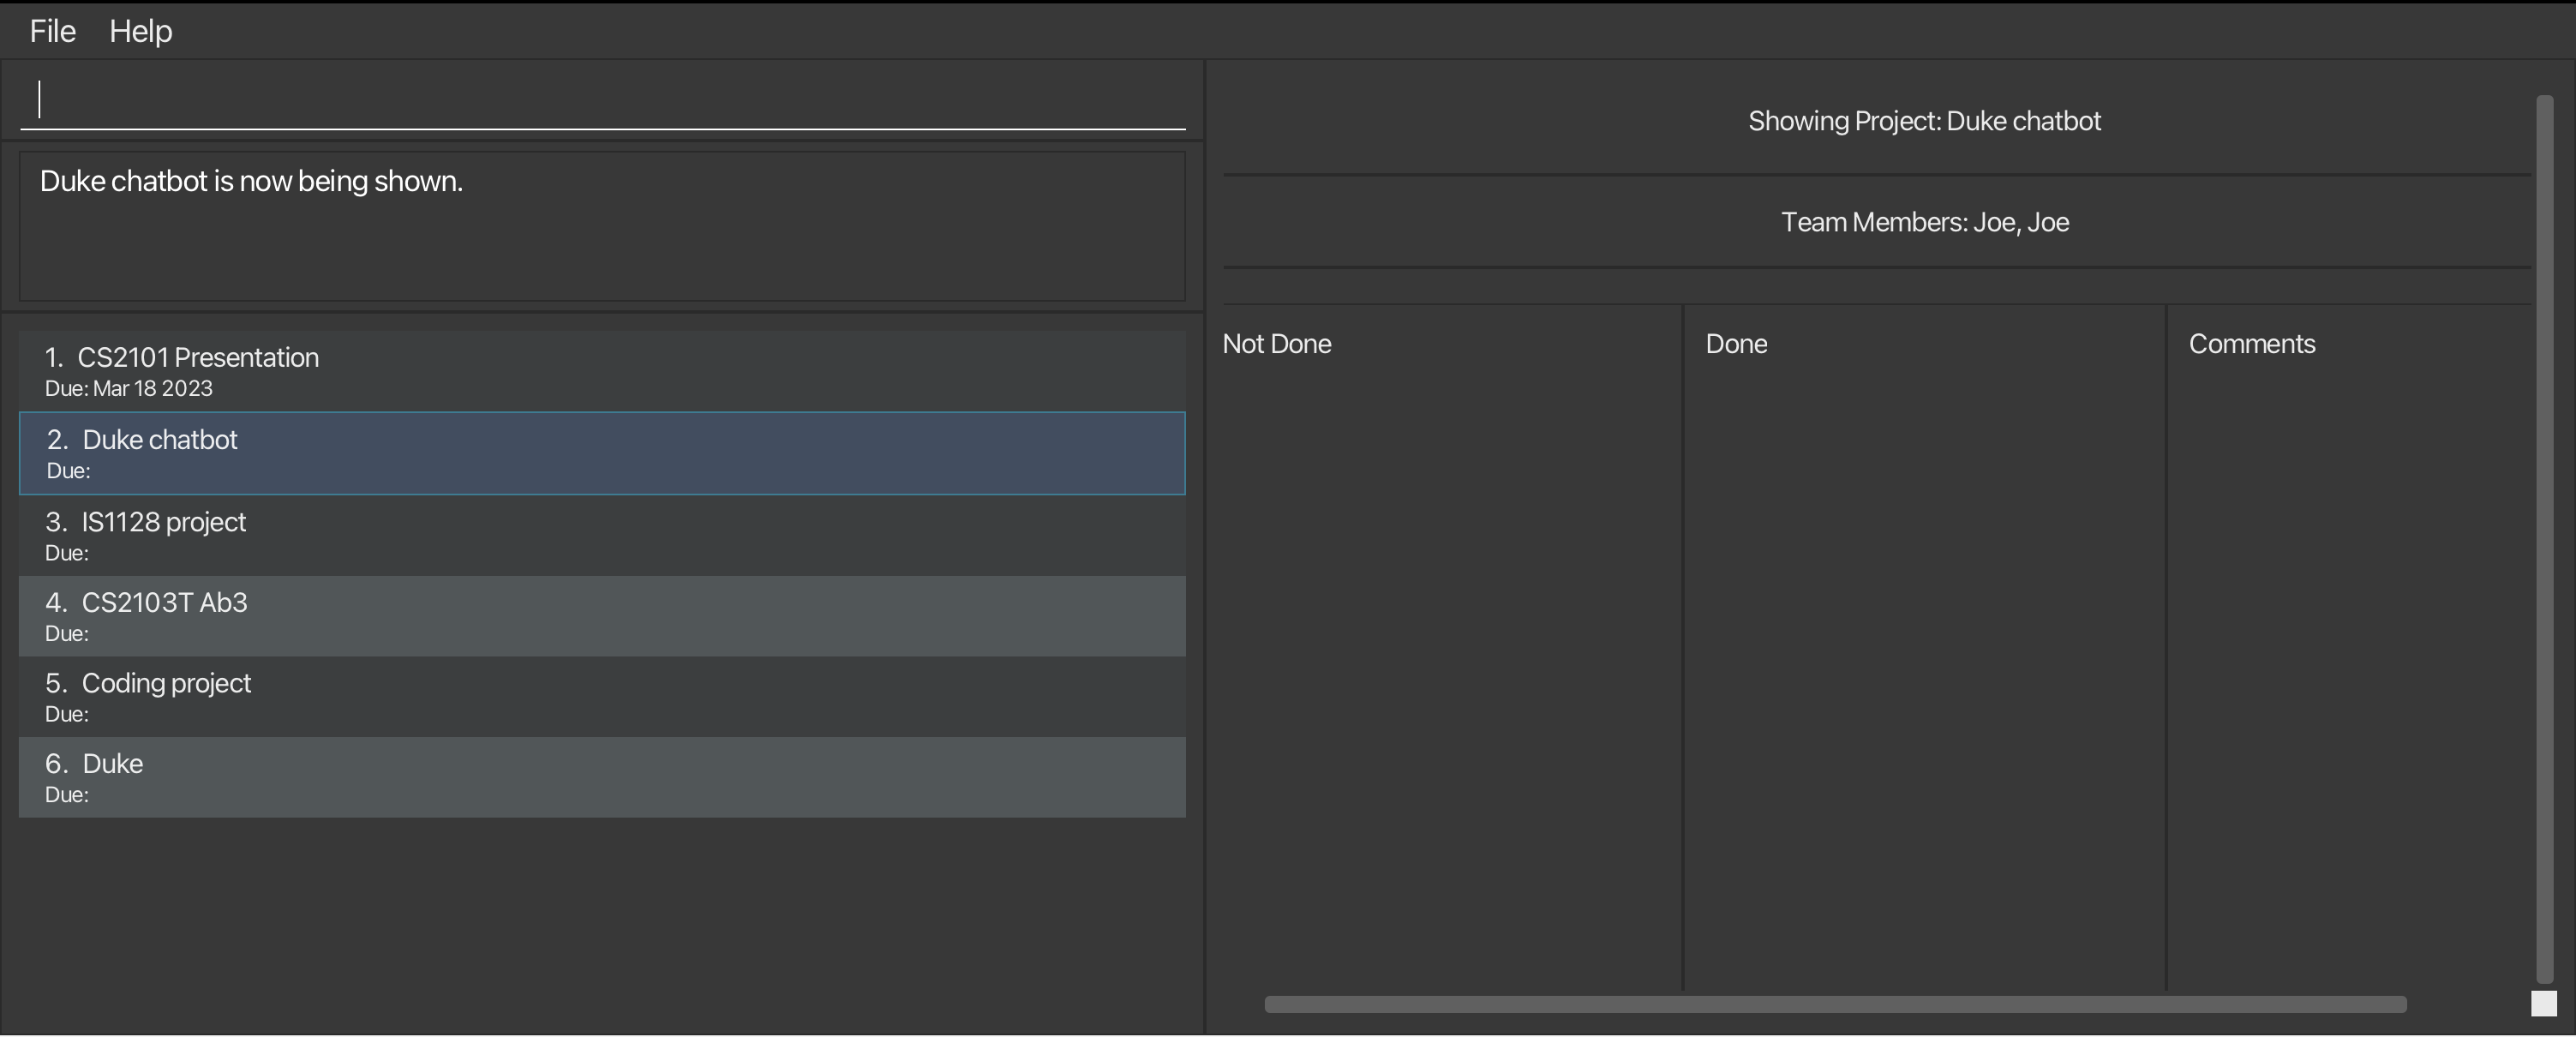 File Help
Duke chatbot is now being shown.
1. CS2101 Presentation
Due: Mar 18 2023
2. Duke chatbot
Due:
3. IS1128 project
Due:
4. CS2103T Ab3
Due:
5. Coding project
Due:
6. Duke
Due:
Showing Project: Duke chatbot
Team Members: Joe, Joe
Not Done
Done
Comments